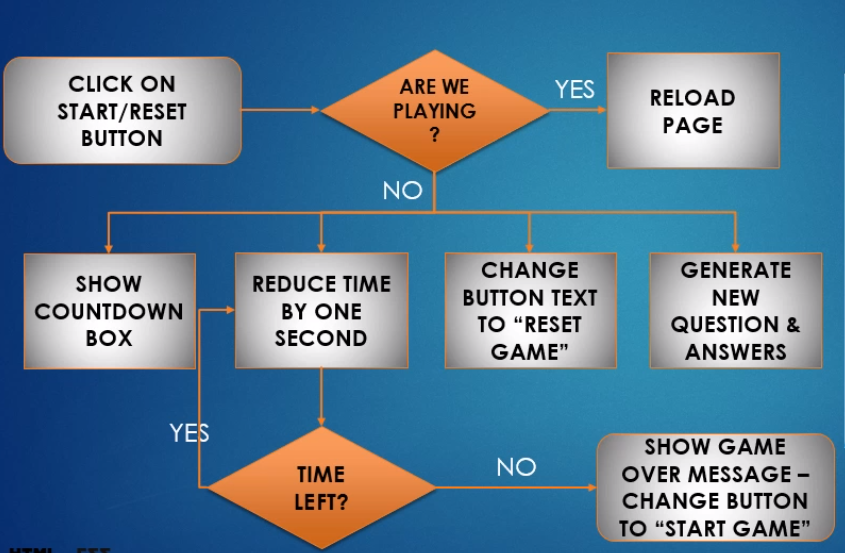 CLICK ON
START/RESET
BUTTON
ARE WE
PLAYING
?
YES
RELOAD
PAGE
NO
SHOW
COUNTDOWN
BOX
REDUCE TIME
BY ONE
SECOND
CHANGE
BUTTON TEXT
TO “RESET
GAME”
GENERATE
NEW
QUESTION &
ANSWERS
YES
TIME
LEFT?
NO
SHOW GAME
OVER MESSAGE –
CHANGE BUTTON
TO “START GAME”